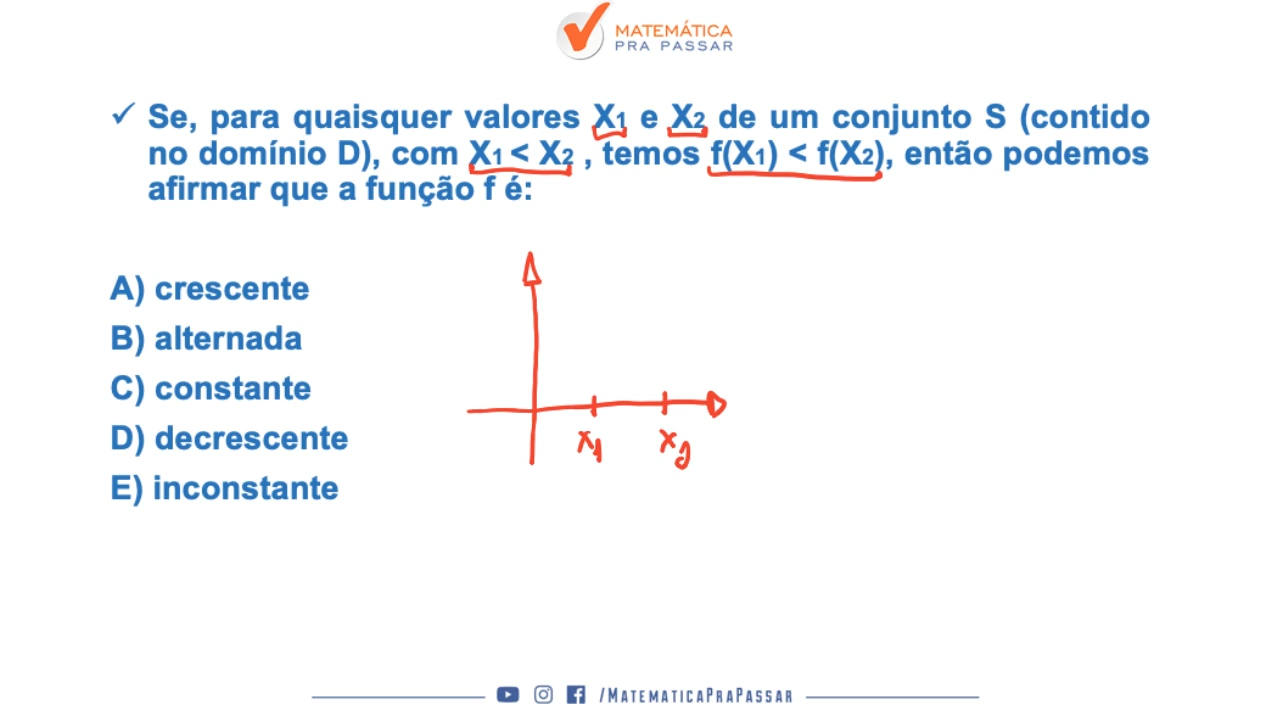 MATEMÁTICA
PRA PASSAR
✓ Se, para quaisquer valores X1 e X2 de um conjunto S (contido
no domínio D), com X1 < X2 , temos f(X1) < f(X2), então podemos
afirmar que a função f é:
A) crescente
B) alternada
C) constante
D) decrescente
E) inconstante
x1 x2
/MATEMATICAPRAPASSAR